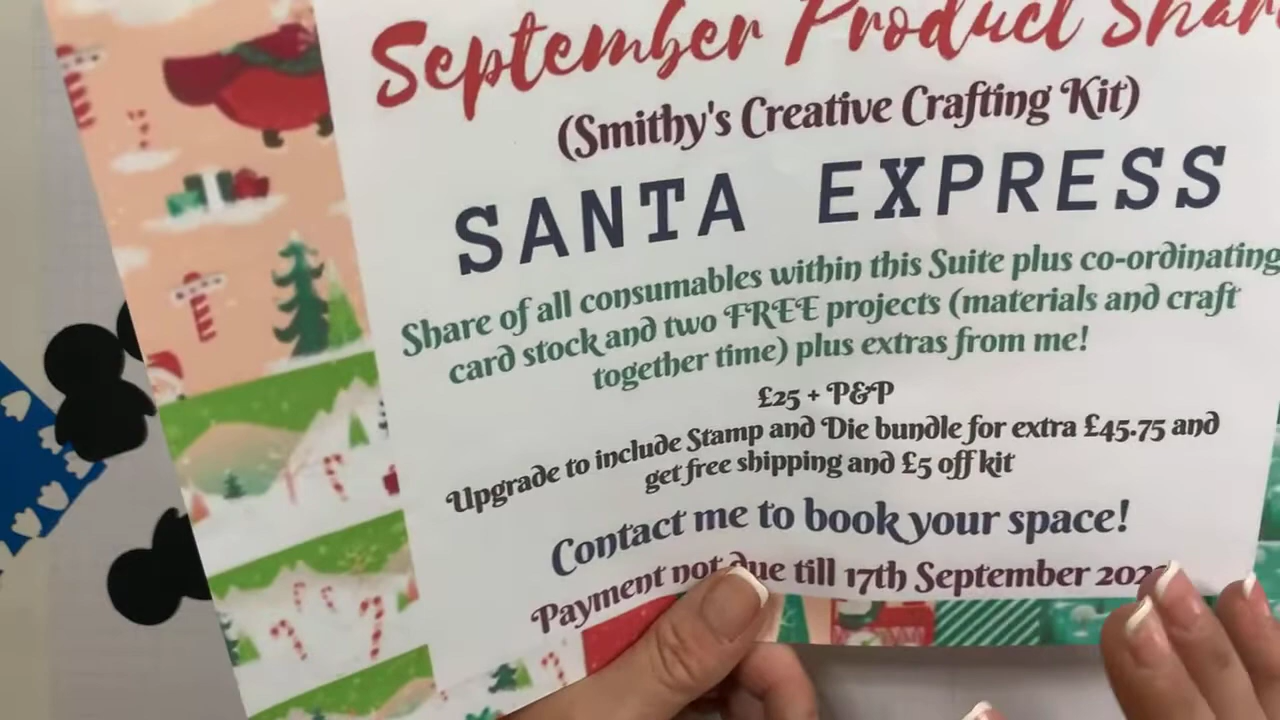 September Product Shar
(Smithy's Creative Crafting Kit)
SANTA EXPRESS
Share of all consumables within this Suite plus co-ordinating
card stock and two FREE projects (materials and craft
together time) plus extras from me!
£25 + P&P
Upgrade to include Stamp and Die bundle for extra £45.75 and
get free shipping and £5 off kit
Contact me to book your space!
Payment not due till 17th September